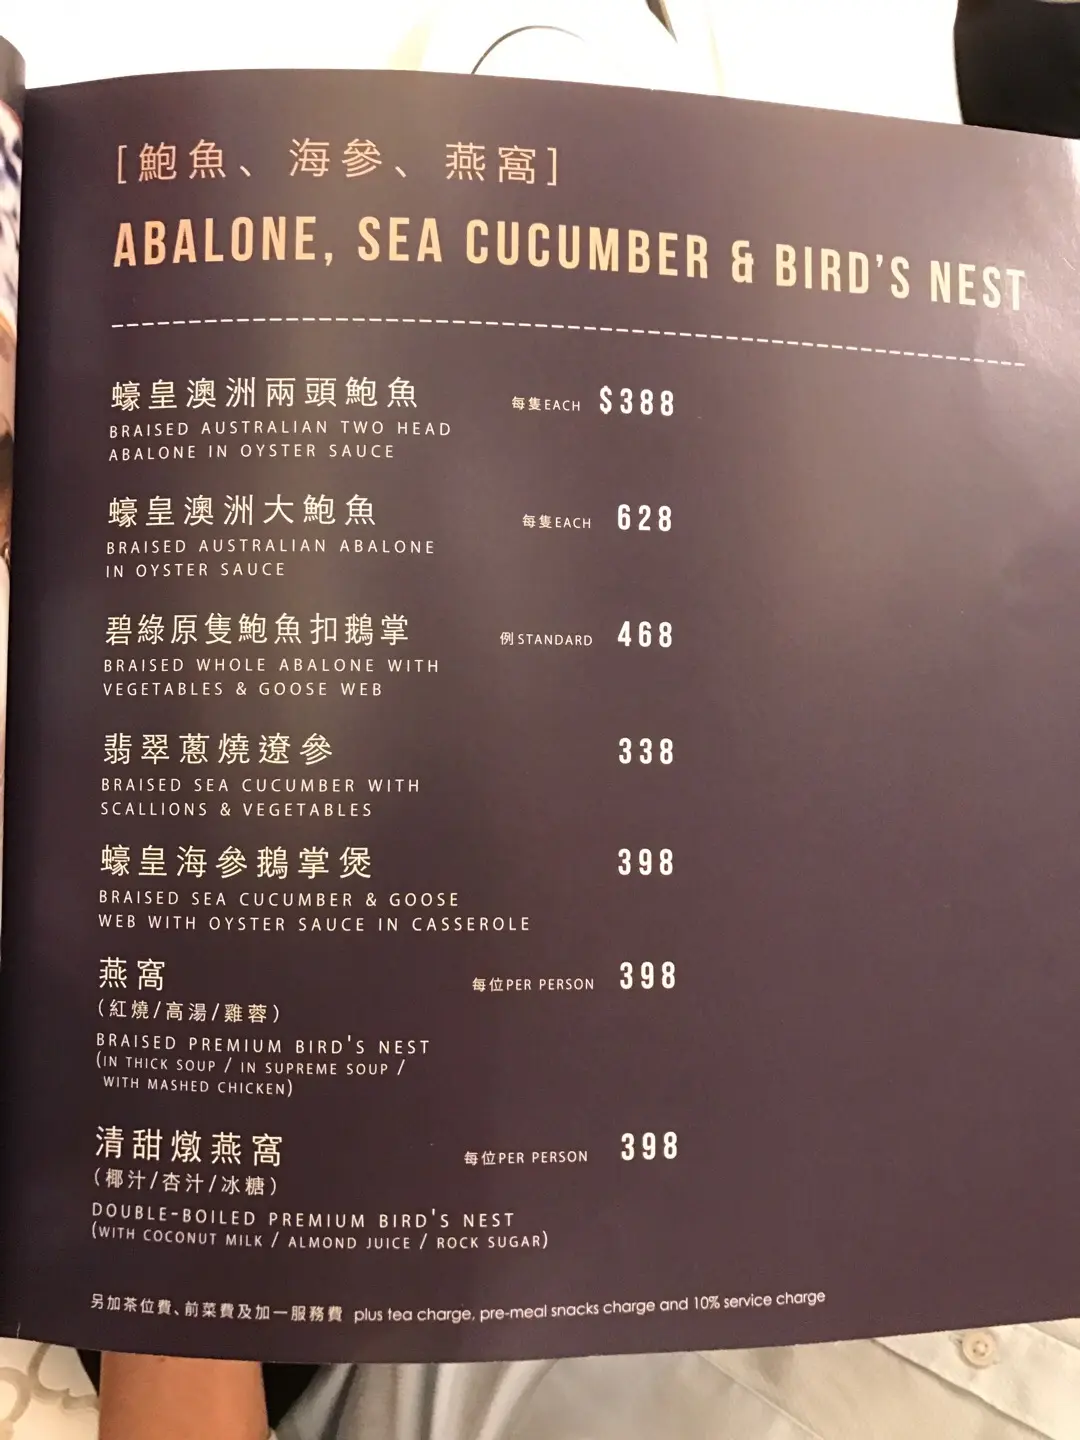 [鮑魚、海參、燕窩]
ABALONE, SEA CUCUMBER & BIRD'S NEST
蠔皇澳洲兩頭鮑魚 每隻EACH $388
BRAISED AUSTRALIAN TWO HEAD
ABALONE IN OYSTER SAUCE
蠔皇澳洲大鮑魚 每隻EACH 628
BRAISED AUSTRALIAN ABALONE
IN OYSTER SAUCE
碧綠原隻鮑魚扣鵝掌 例STANDARD 468
BRAISED WHOLE ABALONE WITH
VEGETABLES & GOOSE WEB
翡翠蔥燒遼參 338
BRAISED SEA CUCUMBER WITH
SCALLIONS & VEGETABLES
蠔皇海參鵝掌煲 398
BRAISED SEA CUCUMBER & GOOSE
WEB WITH OYSTER SAUCE IN CASSEROLE
燕窩 每位PER PERSON 398
(紅燒/高湯/雞蓉)
BRAISED PREMIUM BIRD'S NEST
(IN THICK SOUP / IN SUPREME SOUP /
WITH MASHED CHICKEN)
清甜燉燕窩 每位PER PERSON 398
(椰汁/杏汁/冰糖)
DOUBLE-BOILED PREMIUM BIRD'S NEST
(WITH COCONUT MILK / ALMOND JUICE / ROCK SUGAR)
另加茶位費、前菜費及加一服務費 plus tea charge, pre-meal snacks charge and 10% service charge